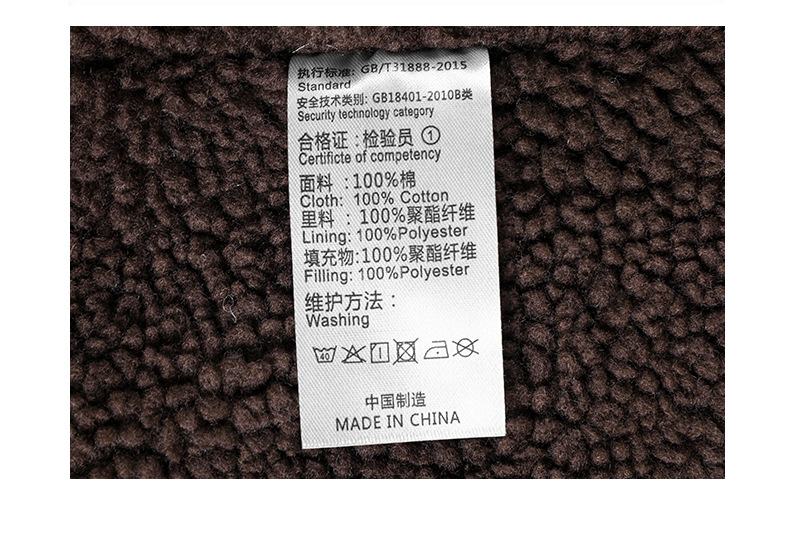 执行标准: GB/T31888-2015
Standard
安全技术类别: GB18401-2010B类
Security technology category
合格证:检验员 ①
Certificte of competency
面料 :100%棉
Cloth: 100% Cotton
里料 : 100%聚酯纤维
Lining: 100%Polyester
填充物:100%聚酯纤维
Filling: 100%Polyester
维护方法 :
Washing
40
中国制造
MADE IN CHINA